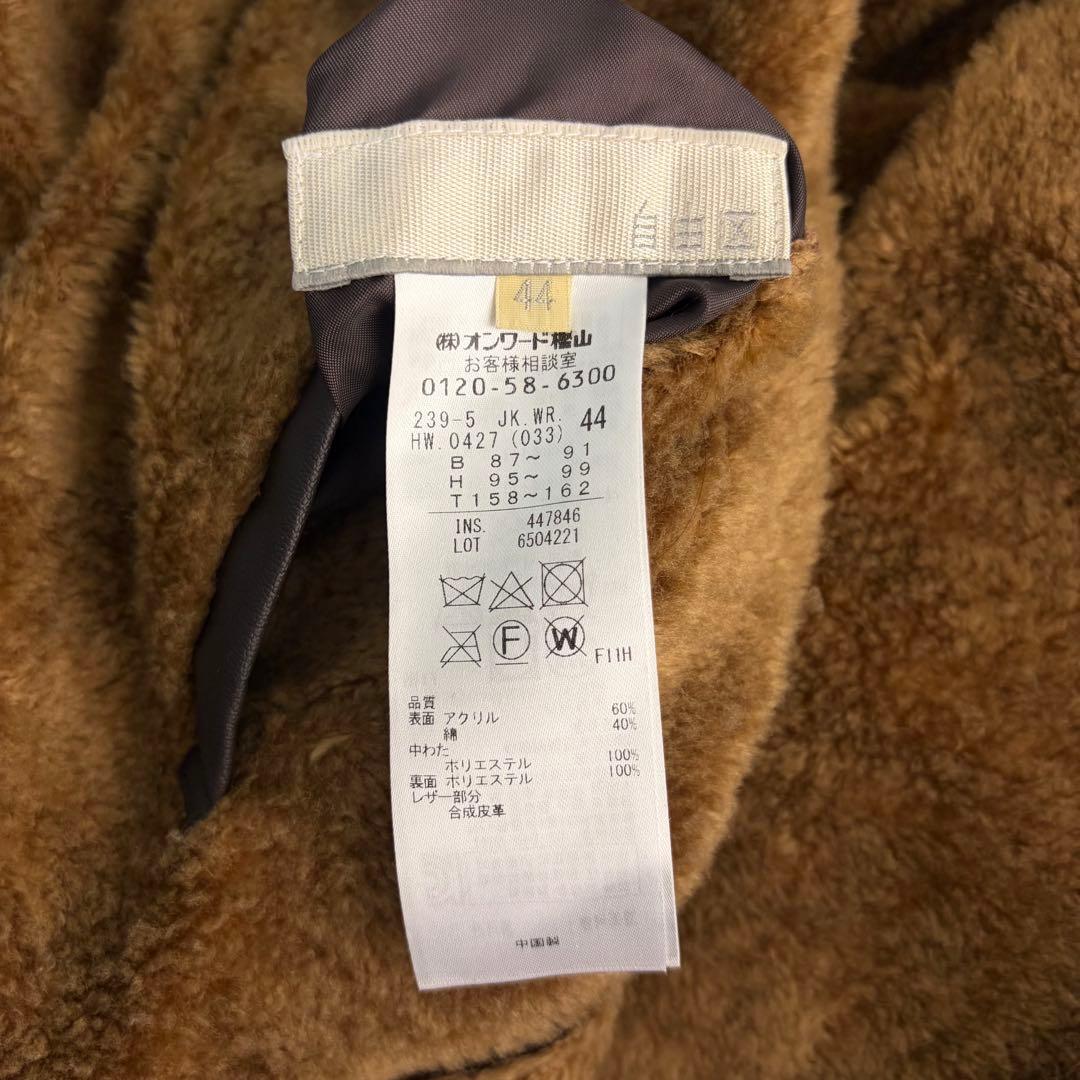 自由区
44
㈱オンワード樫山
お客様相談室
0120-58-6300
239-5 JK.WR. 44
HW.0427 (033)
B 87～ 91
H 95～ 99
T158～162
INS. 447846
LOT 6504221
F W F11H
品質
表面 アクリル 60%
綿 40%
中わた
ポリエステル 100%
裏面 ポリエステル 100%
レザー部分
合成皮革